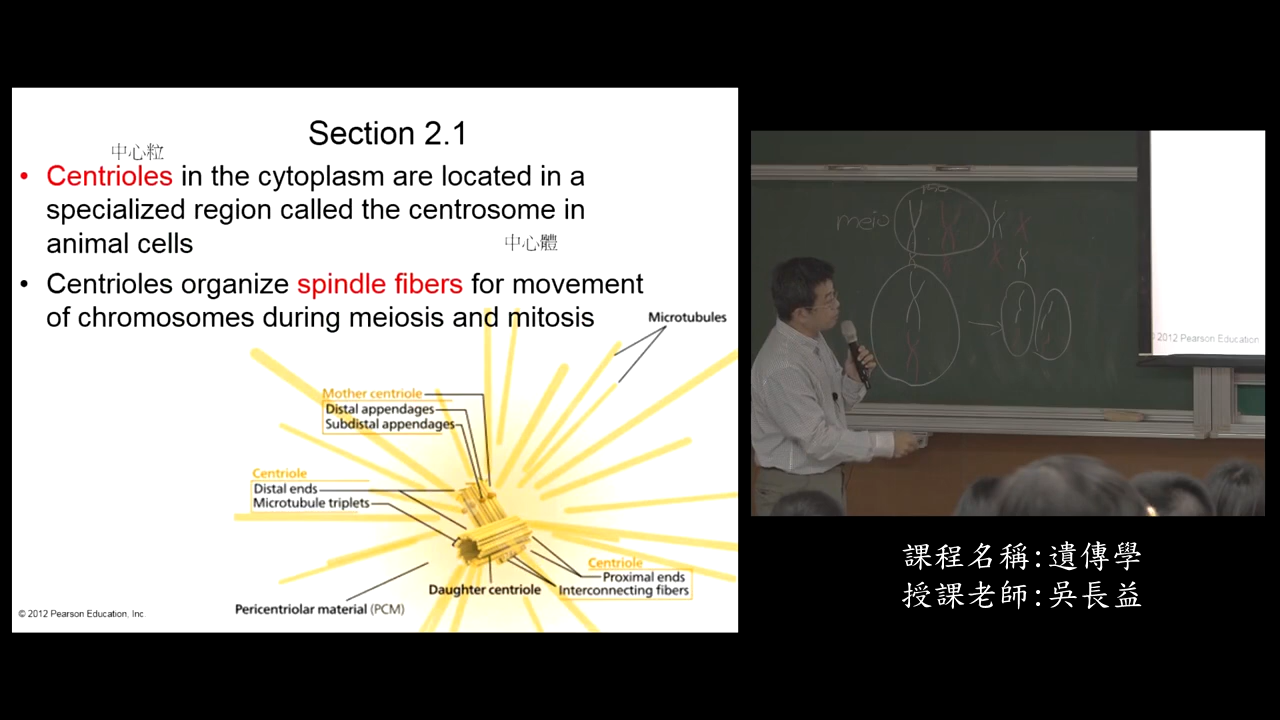 Section 2.1
中心粒
• Centrioles in the cytoplasm are located in a
specialized region called the centrosome in
animal cells
中心體
• Centrioles organize spindle fibers for movement
of chromosomes during meiosis and mitosis
Microtubules
Mother centriole
Distal appendages
Subdistal appendages
Centriole
Distal ends
Microtubule triplets
Centriole
Proximal ends
Interconnecting fibers
Daughter centriole
Pericentriolar material (PCM)
© 2012 Pearson Education, Inc.
meio
© 2012 Pearson Education,
課程名稱:遺傳學
授課老師:吳長益